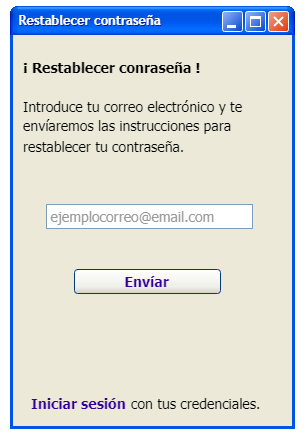 Restablecer contraseña
¡ Restablecer conraseña !
Introduce tu correo electrónico y te
envíaremos las instrucciones para
restablecer tu contraseña.
ejemplocorreo@email.com
Envíar
Iniciar sesión con tus credenciales.